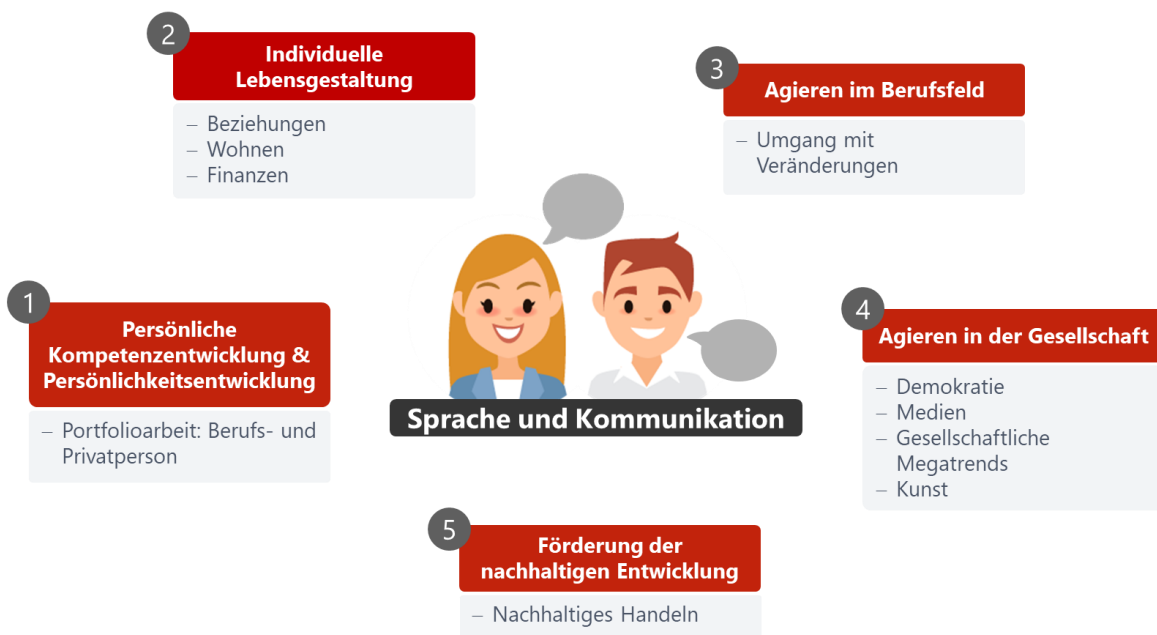 1
Persönliche
Kompetenzentwicklung &
Persönlichkeitsentwicklung
– Portfolioarbeit: Berufs- und
Privatperson
2
Individuelle
Lebensgestaltung
– Beziehungen
– Wohnen
– Finanzen
3
Agieren im Berufsfeld
– Umgang mit
Veränderungen
4
Agieren in der Gesellschaft
– Demokratie
– Medien
– Gesellschaftliche
Megatrends
– Kunst
5
Förderung der
nachhaltigen Entwicklung
– Nachhaltiges Handeln
Sprache und Kommunikation